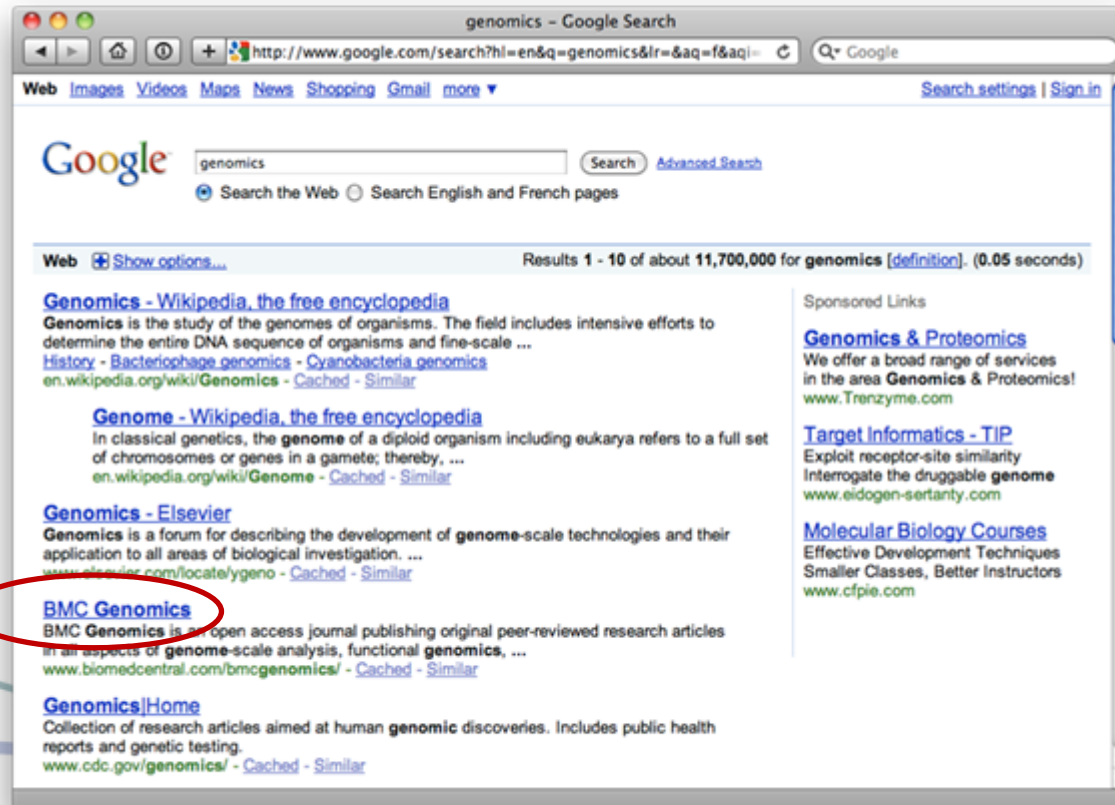 genomics – Google Search
http://www.google.com/search?hl=en&q=genomics&lr=&aq=f&aqi=
Google
Web Images Videos Maps News Shopping Gmail more ▼ Search settings | Sign in
Google genomics Search Advanced Search
Search the Web Search English and French pages
Web Show options... Results 1 - 10 of about 11,700,000 for genomics [definition]. (0.05 seconds)
Genomics - Wikipedia, the free encyclopedia
Genomics is the study of the genomes of organisms. The field includes intensive efforts to
determine the entire DNA sequence of organisms and fine-scale ...
History - Bacteriophage genomics - Cyanobacteria genomics
en.wikipedia.org/wiki/Genomics - Cached - Similar
Genome - Wikipedia, the free encyclopedia
In classical genetics, the genome of a diploid organism including eukarya refers to a full set
of chromosomes or genes in a gamete; thereby, ...
en.wikipedia.org/wiki/Genome - Cached - Similar
Genomics - Elsevier
Genomics is a forum for describing the development of genome-scale technologies and their
application to all areas of biological investigation. ...
www.elsevier.com/locate/ygeno - Cached - Similar
BMC Genomics
BMC Genomics is an open access journal publishing original peer-reviewed research articles
in all aspects of genome-scale analysis, functional genomics, ...
www.biomedcentral.com/bmcgenomics/ - Cached - Similar
Genomics|Home
Collection of research articles aimed at human genomic discoveries. Includes public health
reports and genetic testing.
www.cdc.gov/genomics/ - Cached - Similar
Sponsored Links
Genomics & Proteomics
We offer a broad range of services
in the area Genomics & Proteomics!
www.Trenzyme.com
Target Informatics - TIP
Exploit receptor-site similarity
Interrogate the druggable genome
www.eidogen-sertanty.com
Molecular Biology Courses
Effective Development Techniques
Smaller Classes, Better Instructors
www.cfpie.com